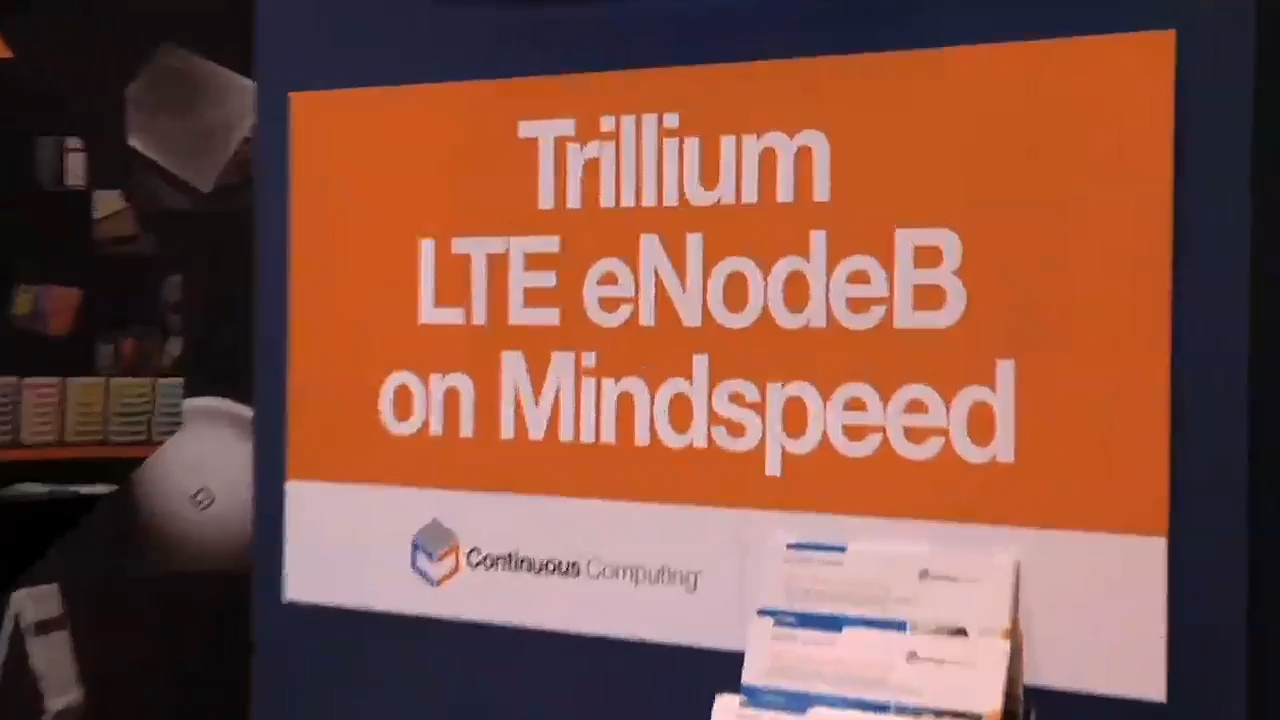 Trillium
LTE eNodeB
on Mindspeed
Continuous Computing